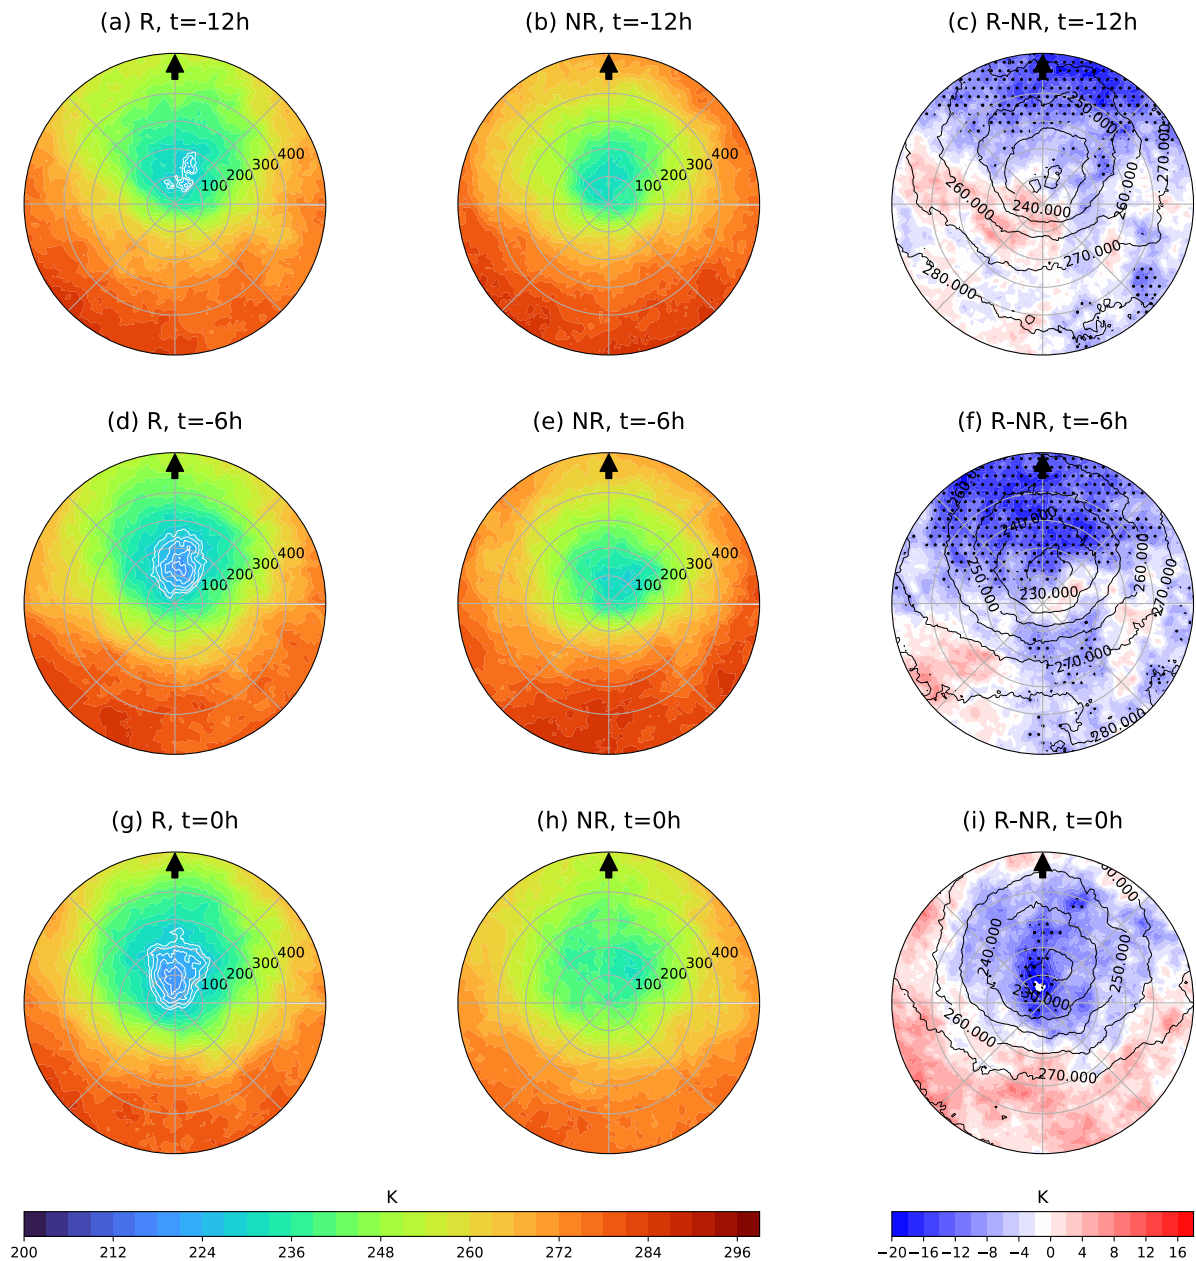 (a) R, t=-12h
(b) NR, t=-12h
(c) R-NR, t=-12h
100 200 300 400
250.000
270.000
260.000
260.000
240.000
270.000
280.000
(d) R, t=-6h
(e) NR, t=-6h
(f) R-NR, t=-6h
100 200 300 400
100 200 300 400
240.000
260.000
250.000
270.000
230.000
270.000
280.000
(g) R, t=0h
(h) NR, t=0h
(i) R-NR, t=0h
100 200 300 400
100 200 300 400
240.000
250.000
260.000
270.000
K
K
200 212 224 236 248 260 272 284 296
−20 −16 −12 −8 −4 0 4 8 12 16